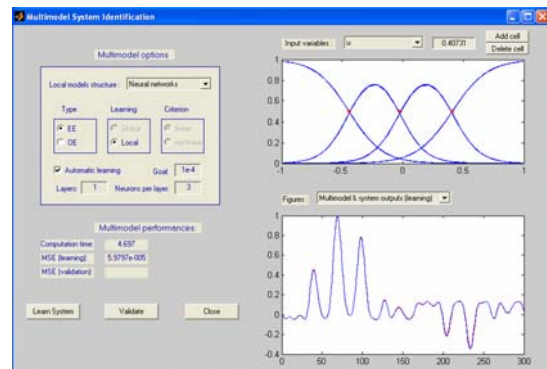 Multimodel System Identification
Multimodel options
Local models structure : Neural networks
Type Learning Criterion
EE Global linear
OE Local nonlinear
Automatic learning Goal: 1e-4
Layers: 1 Neurons per layer: 3
Multimodel performances:
Computation time: 4.697
MSE (learning): 5.9797e-005
MSE (validation):
Learn System Validate Close
Input variables : 0.40731
Add cell
Delete cell
1
0.8
0.6
0.4
0.2
0
-1 -0.5 0 0.5 1
Figures : Multimodel & system outputs (learning)
1
0.8
0.6
0.4
0.2
0
-0.2
-0.4
0 50 100 150 200 250 300